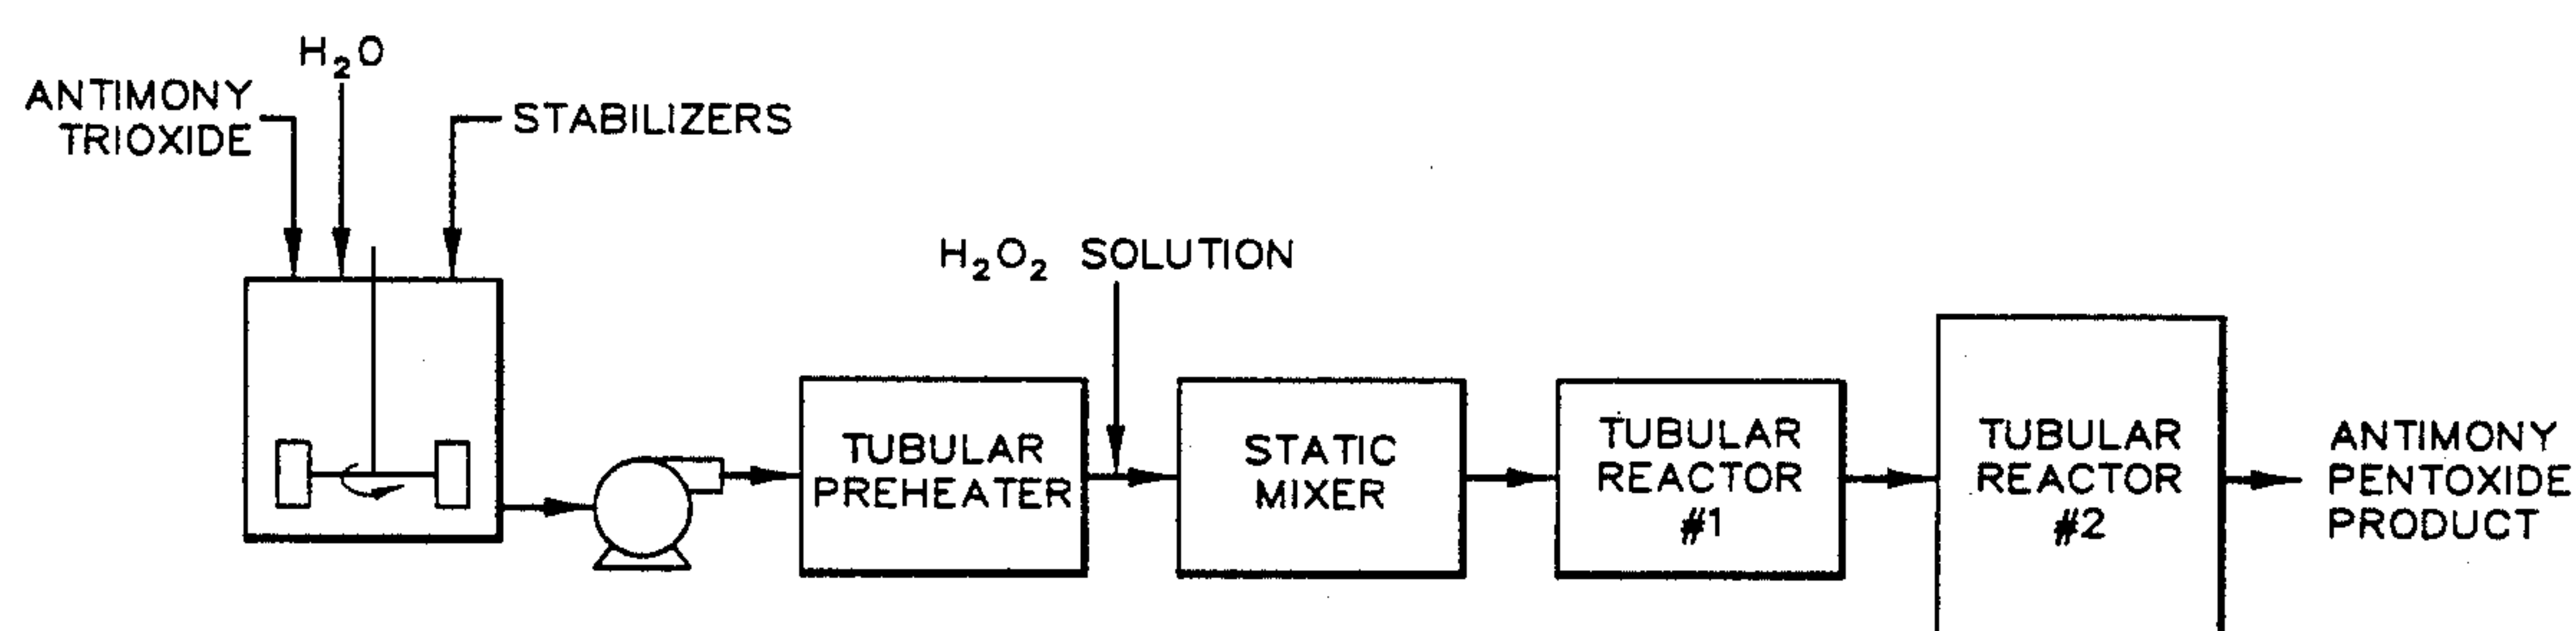 H₂O
ANTIMONY
TRIOXIDE
STABILIZERS
H₂O₂ SOLUTION
TUBULAR
PREHEATER
STATIC
MIXER
TUBULAR
REACTOR
#1
TUBULAR
REACTOR
#2
ANTIMONY
PENTOXIDE
PRODUCT